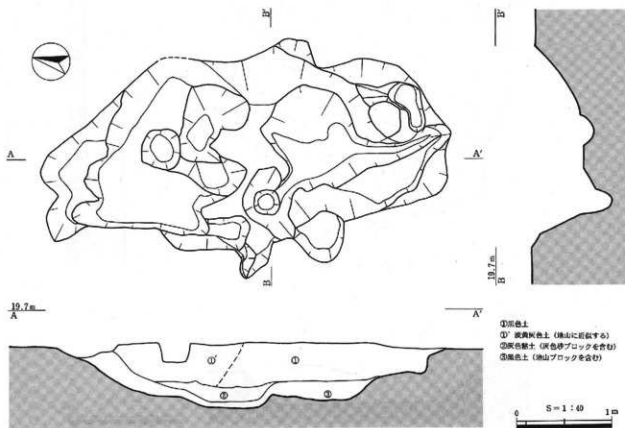 B'
B'
A
A'
B
19.7m
B
19.7m
A
A'
①' ①
② ③
①黒色土
①' 淡黄灰色土(地山に近似する)
②灰色粘土(灰色砂ブロックを含む)
③黒色土(地山ブロックを含む)
S=1:40
0 1m